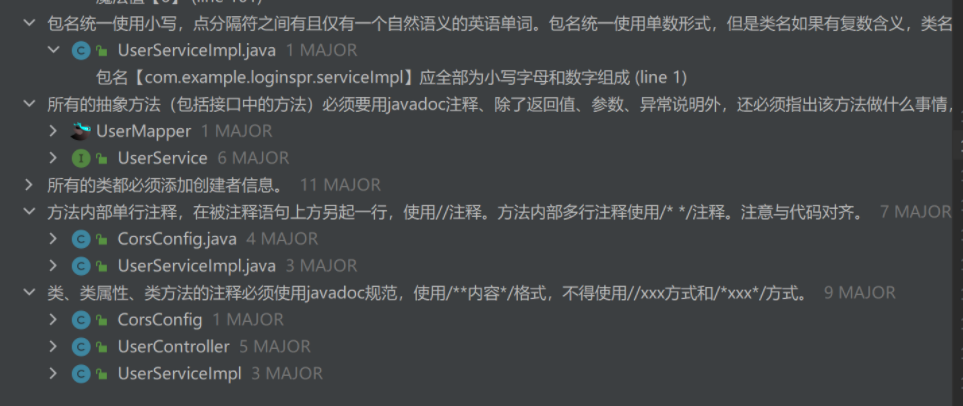 包名统一使用小写，点分隔符之间有且仅有一个自然语义的英语单词。包名统一使用单数形式，但是类名如果有复数含义，类名
UserServiceImpl.java 1 MAJOR
包名【com.example.loginspr.serviceImpl】应全部为小写字母和数字组成 (line 1)
所有的抽象方法（包括接口中的方法）必须要用javadoc注释、除了返回值、参数、异常说明外，还必须指出该方法做什么事情，
UserMapper 1 MAJOR
UserService 6 MAJOR
所有的类都必须添加创建者信息。 11 MAJOR
方法内部单行注释，在被注释语句上方另起一行，使用//注释。方法内部多行注释使用/* */注释。注意与代码对齐。 7 MAJOR
CorsConfig.java 4 MAJOR
UserServiceImpl.java 3 MAJOR
类、类属性、类方法的注释必须使用javadoc规范，使用/**内容*/格式，不得使用//xxx方式和/*xxx*/方式。 9 MAJOR
CorsConfig 1 MAJOR
UserController 5 MAJOR
UserServiceImpl 3 MAJOR